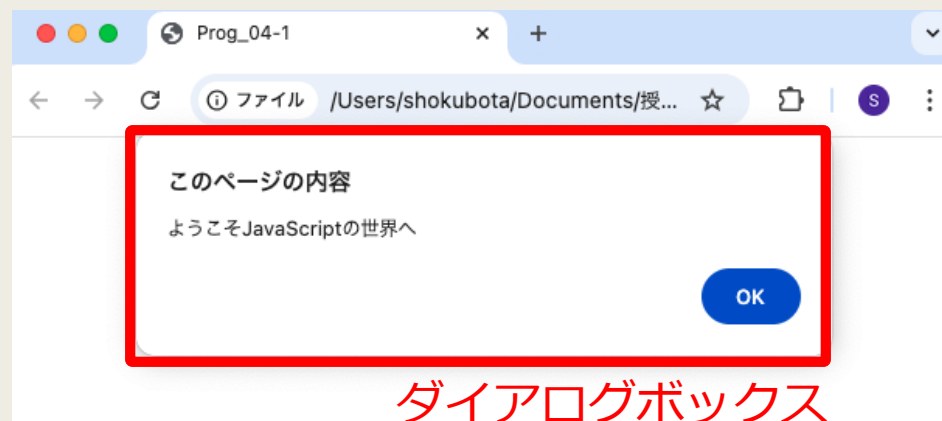 Prog_04-1
ファイル /Users/shokubota/Documents/授...
S
このページの内容
ようこそJavaScriptの世界へ
OK
ダイアログボックス